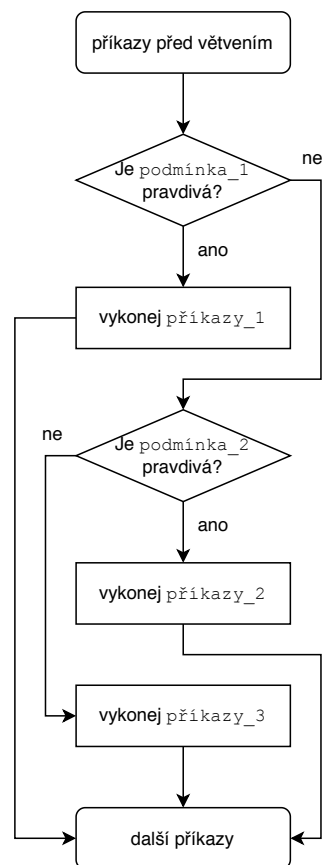 příkazy před větvením
Je podmínka_1
pravdivá?
ne
ano
vykonej příkazy_1
ne
Je podmínka_2
pravdivá?
ano
vykonej příkazy_2
vykonej příkazy_3
další příkazy